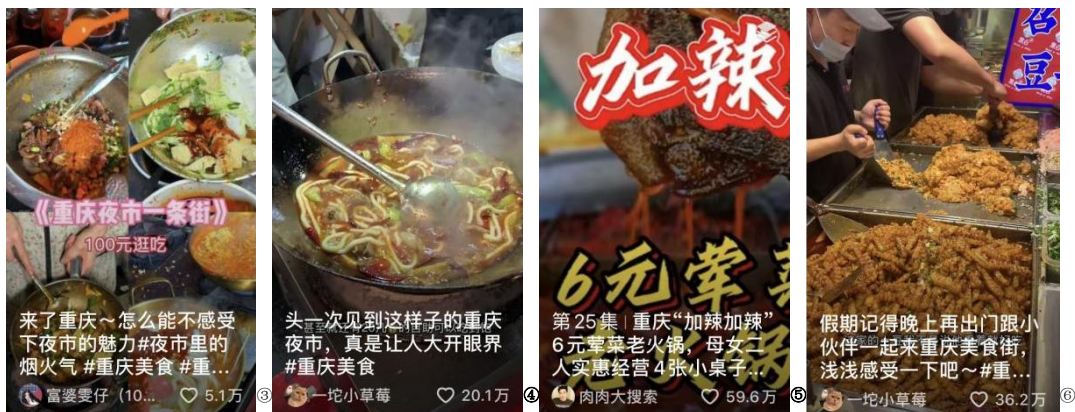 《重庆夜市一条街》
100元逛吃
来了重庆～怎么能不感受
下夜市的魅力#夜市里的
烟火气 #重庆美食 #重...
富婆雯仔（10... 5.1万
③
头一次见到这样子的重庆
夜市，真是让人大开眼界
#重庆美食
一坨小草莓 20.1万
④
加辣
6元荤菜
老火锅
第25集 | 重庆“加辣加辣”
6元荤菜老火锅，母女二
人实惠经营4张小桌子...
肉肉大搜索 59.6万
⑤
召
豆
假期记得晚上再出门跟小
伙伴一起来重庆美食街，
浅浅感受一下吧～#重...
一坨小草莓 36.2万
⑥